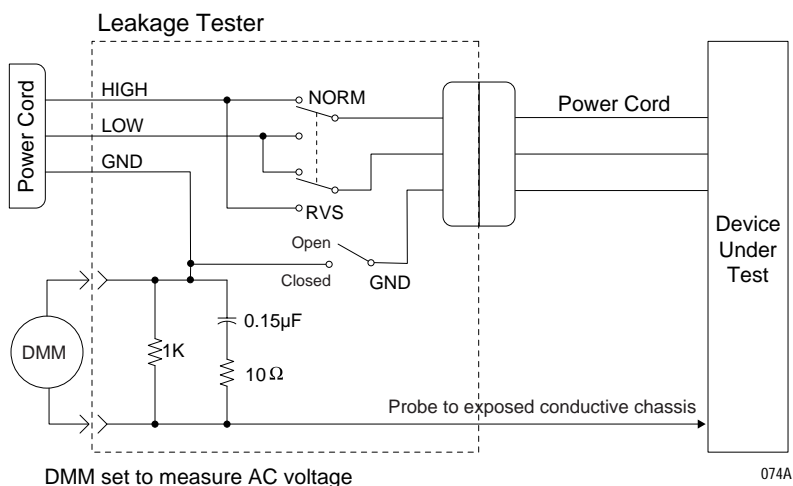 Leakage Tester
Power Cord
HIGH
NORM
LOW
GND
RVS
Power Cord
Open
Closed
GND
Device
Under
Test
0.15µF
DMM
1K
10Ω
Probe to exposed conductive chassis
DMM set to measure AC voltage
074A